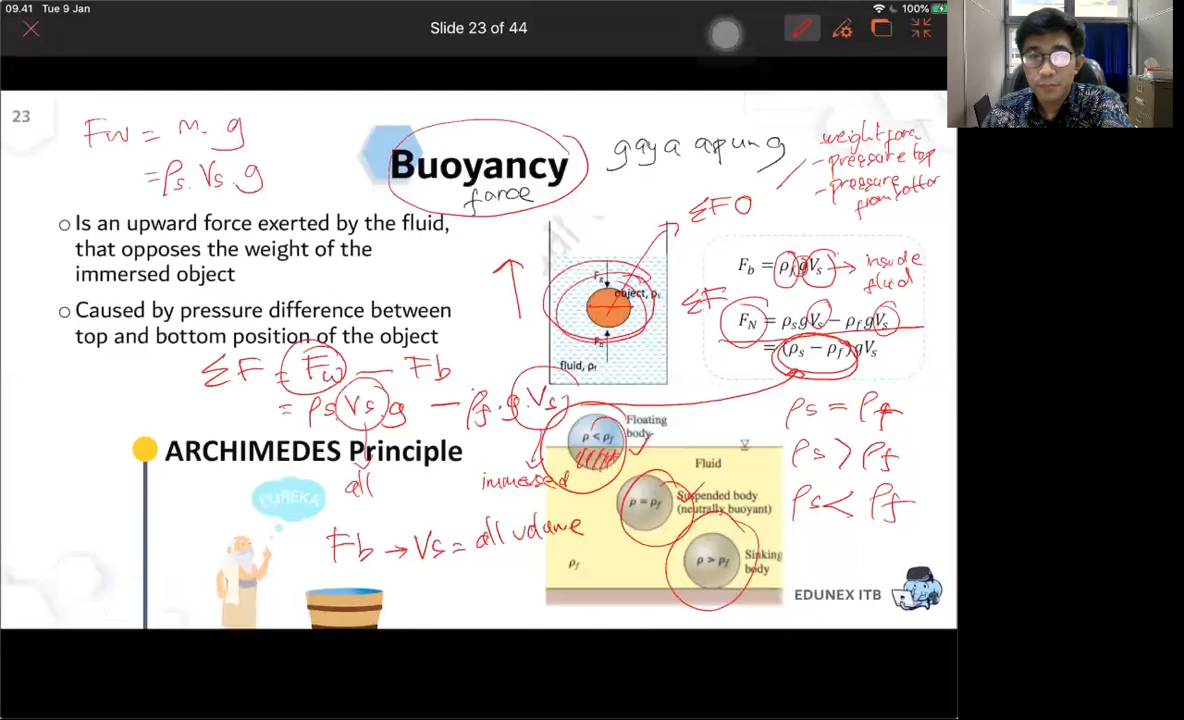 09.41 Tue 9 Jan
100%
Slide 23 of 44
23
Fw = m. g
= ρs. Vs. g
Buoyancy
force
gaya apung
weight force
- pressure top
- pressure
from bottom
ΣFO
Is an upward force exerted by the fluid,
that opposes the weight of the
immersed object
Caused by pressure difference between
top and bottom position of the object
object, ρs
fluid, ρf
Fb = ρf g Vs
inside
fluid
ΣF
FN = ρs g Vs − ρf g Vs
= (ρs − ρf) g Vs
ΣF = Fw − Fb
= ρs Vs. g − ρf. g. Vs
all
immersed
ARCHIMEDES Principle
EUREKA
Fb → Vs = all volume
ρ < ρf
Floating
body
Fluid
ρ = ρf
Suspended body
(neutrally buoyant)
ρ > ρf
Sinking
body
ρf
ρs = ρf
ρs > ρf
ρs < ρf
EDUNEX ITB